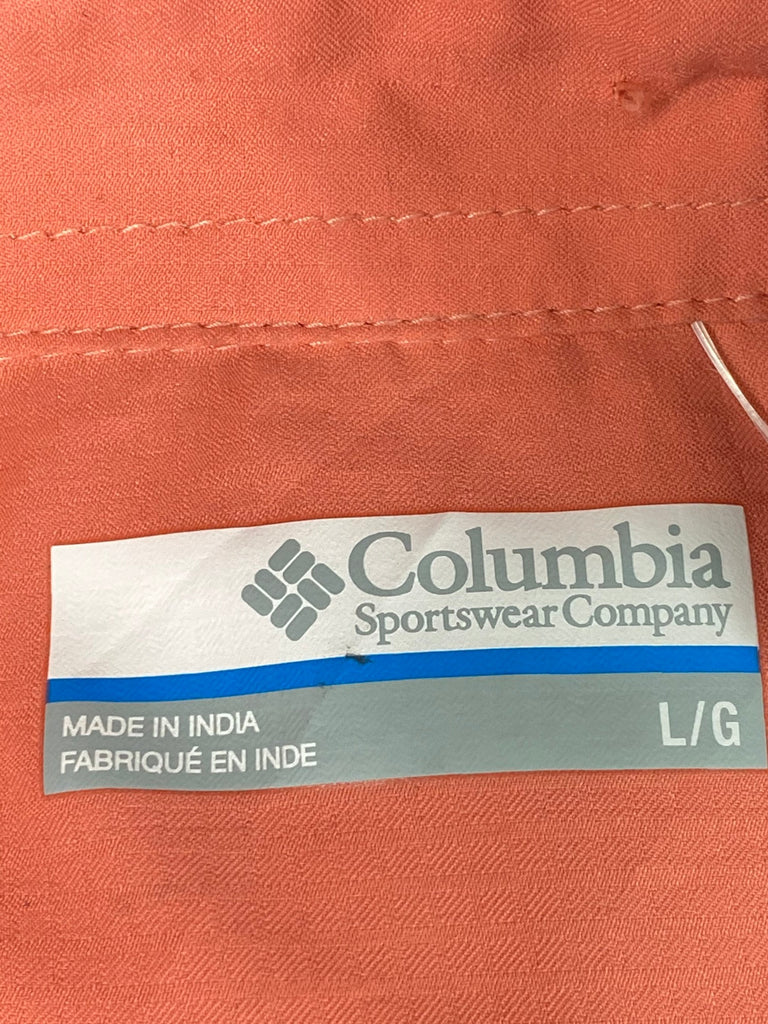 Columbia
Sportswear Company
MADE IN INDIA
FABRIQUÉ EN INDE
L/G